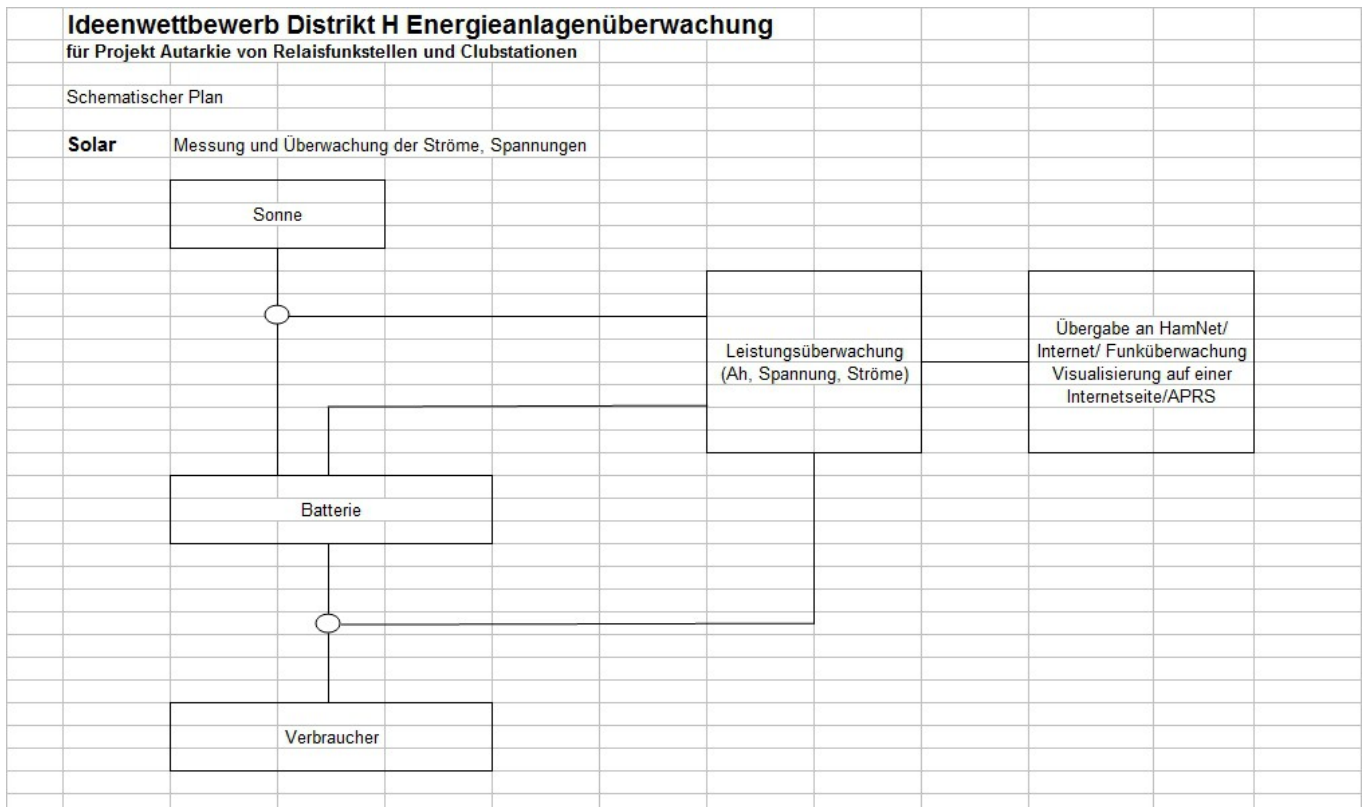 Ideenwettbewerb Distrikt H Energieanlagenüberwachung
für Projekt Autarkie von Relaisfunkstellen und Clubstationen
Schematischer Plan
Solar Messung und Überwachung der Ströme, Spannungen
Sonne
Leistungsüberwachung
(Ah, Spannung, Ströme)
Übergabe an HamNet/
Internet/ Funküberwachung
Visualisierung auf einer
Internetseite/APRS
Batterie
Verbraucher